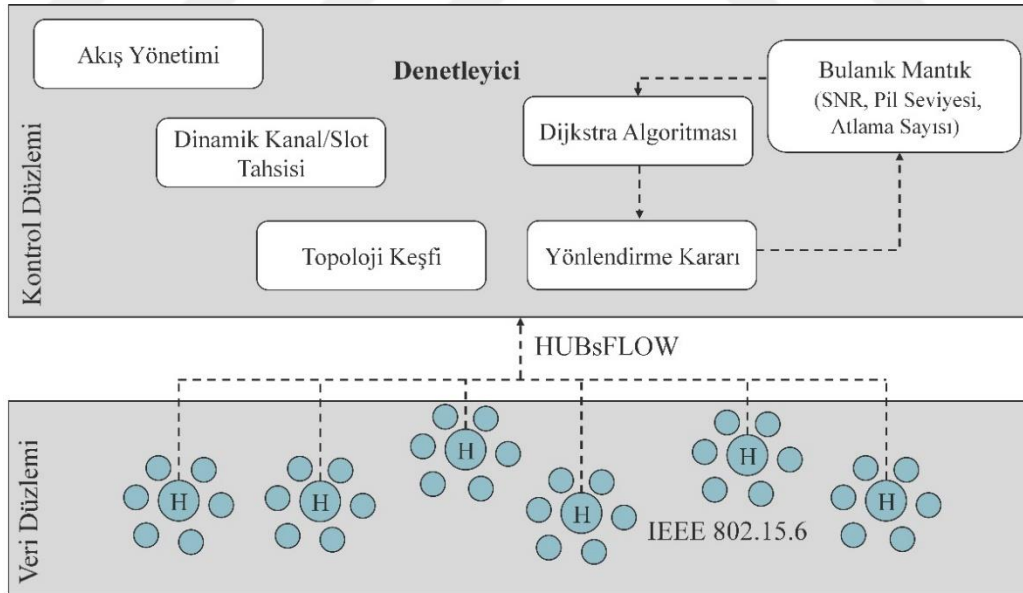 Akış Yönetimi
Denetleyici
Bulanık Mantık
(SNR, Pil Seviyesi,
Atlama Sayısı)
Dijkstra Algoritması
Dinamik Kanal/Slot
Tahsisi
Topoloji Keşfi
Yönlendirme Kararı
Kontrol Düzlemi
HUBsFLOW
Veri Düzlemi
H
H
H
H
H
H
IEEE 802.15.6